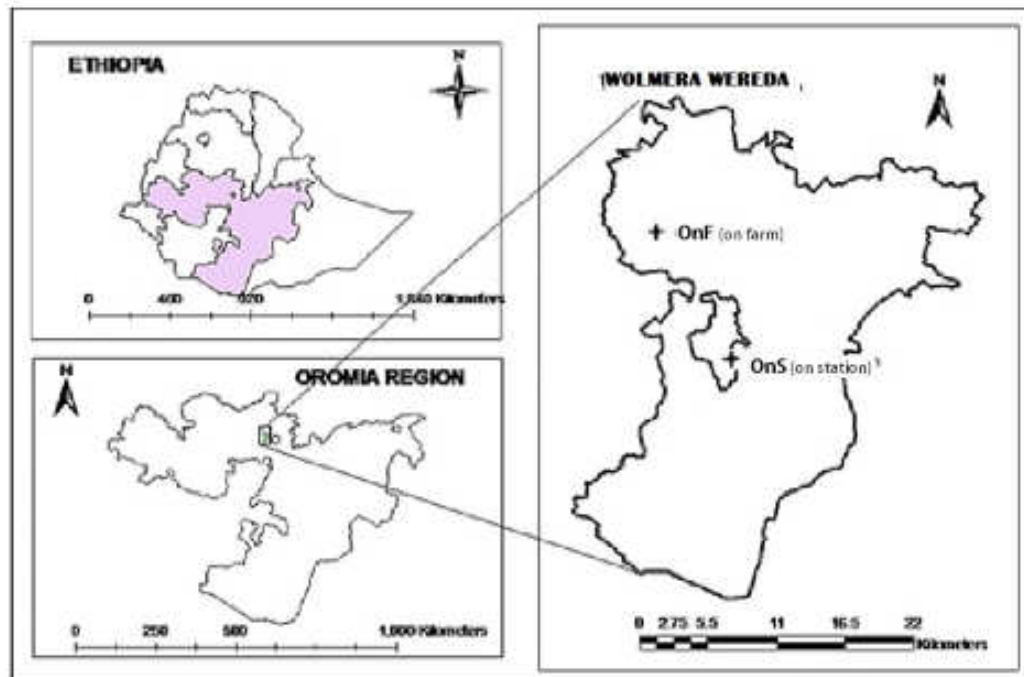 ETHIOPIA
N
0 400 1,640 Kilometers
N
OROMIA REGION
0 250 500 1,000 Kilometers
WOLMERA WEREDA
N
OnF (on farm)
OnS (on station)
0 2.75 5.5 11 16.5 22
Kilometers